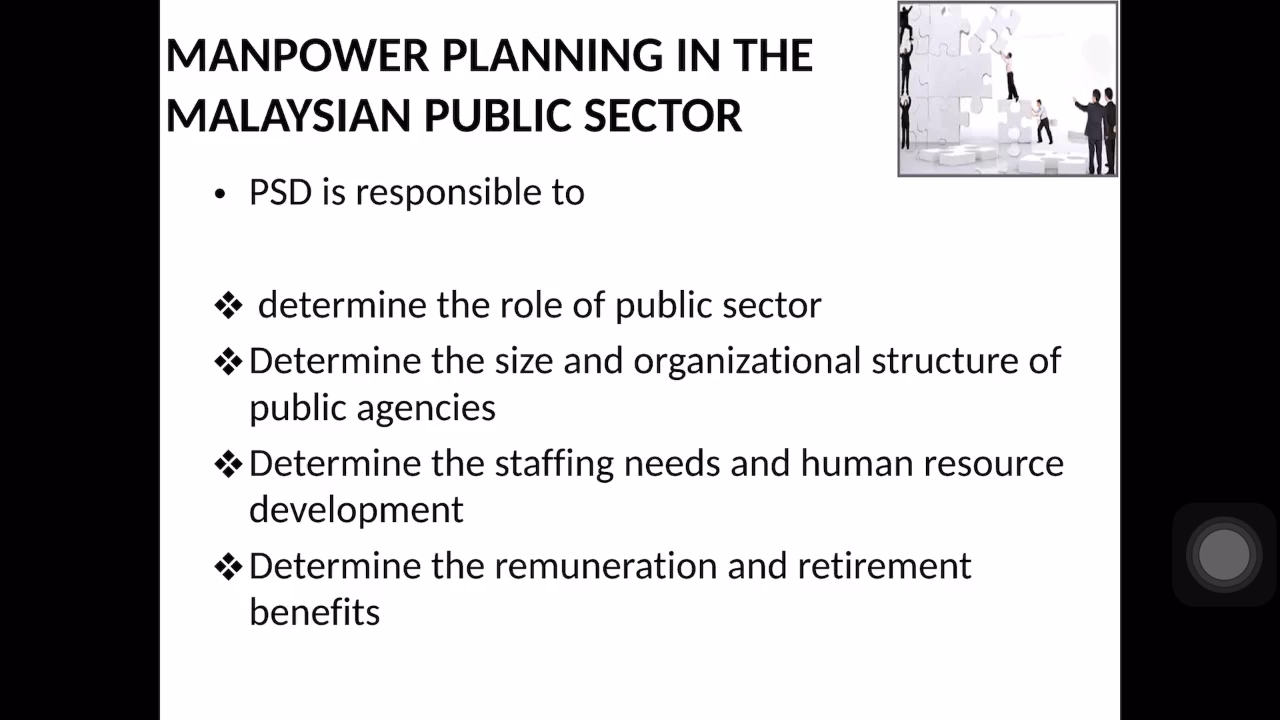 MANPOWER PLANNING IN THE
MALAYSIAN PUBLIC SECTOR
• PSD is responsible to
❖ determine the role of public sector
❖ Determine the size and organizational structure of
public agencies
❖ Determine the staffing needs and human resource
development
❖ Determine the remuneration and retirement
benefits